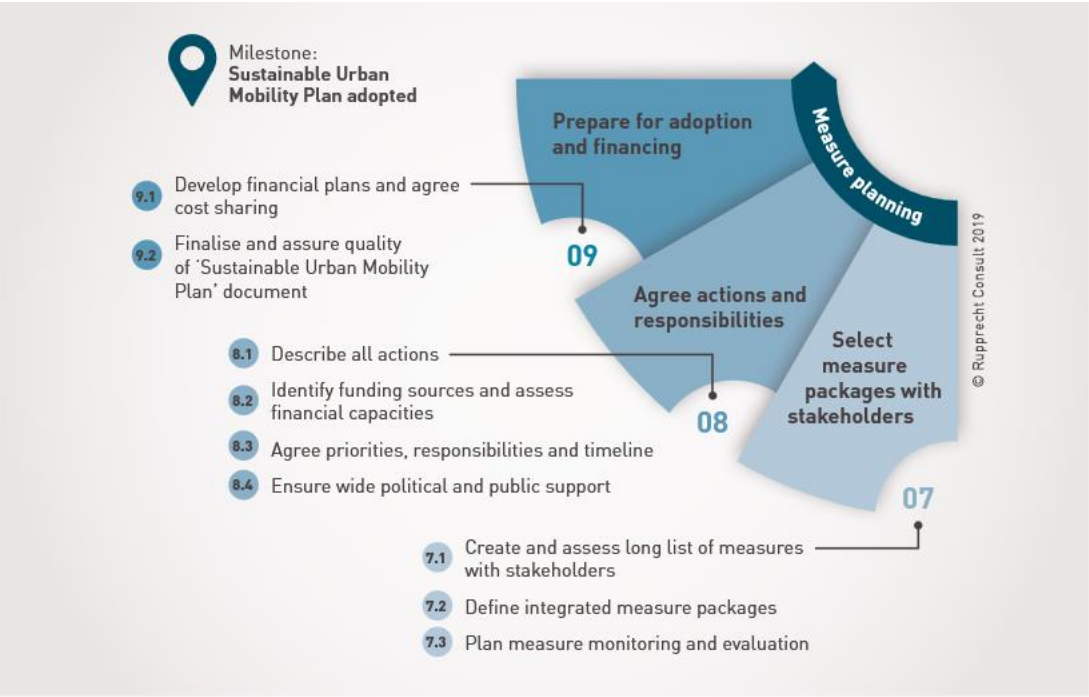 Milestone:
Sustainable Urban
Mobility Plan adopted
Prepare for adoption
and financing
Measure planning
9.1
Develop financial plans and agree
cost sharing
9.2
Finalise and assure quality
of ‘Sustainable Urban Mobility
Plan’ document
09
Agree actions and
responsibilities
8.1
Describe all actions
8.2
Identify funding sources and assess
financial capacities
8.3
Agree priorities, responsibilities and timeline
8.4
Ensure wide political and public support
08
Select
measure
packages with
stakeholders
07
7.1
Create and assess long list of measures
with stakeholders
7.2
Define integrated measure packages
7.3
Plan measure monitoring and evaluation
© Rupprecht Consult 2019